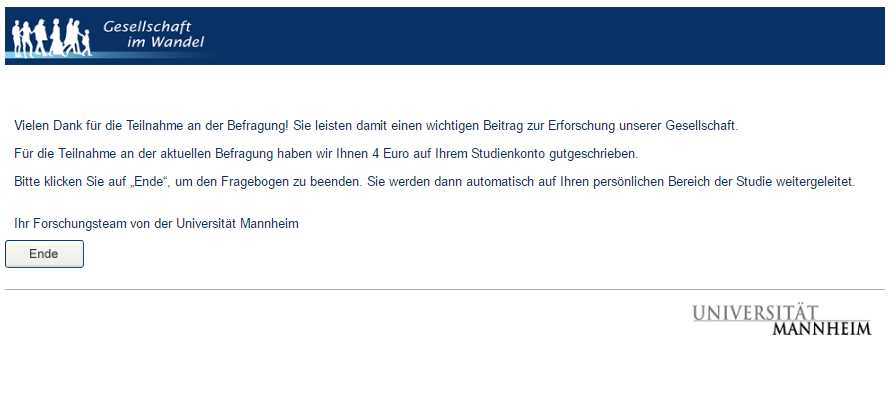 Gesellschaft
im Wandel
Vielen Dank für die Teilnahme an der Befragung! Sie leisten damit einen wichtigen Beitrag zur Erforschung unserer Gesellschaft.
Für die Teilnahme an der aktuellen Befragung haben wir Ihnen 4 Euro auf Ihrem Studienkonto gutgeschrieben.
Bitte klicken Sie auf „Ende“, um den Fragebogen zu beenden. Sie werden dann automatisch auf Ihren persönlichen Bereich der Studie weitergeleitet.
Ihr Forschungsteam von der Universität Mannheim
Ende
UNIVERSITÄT
MANNHEIM